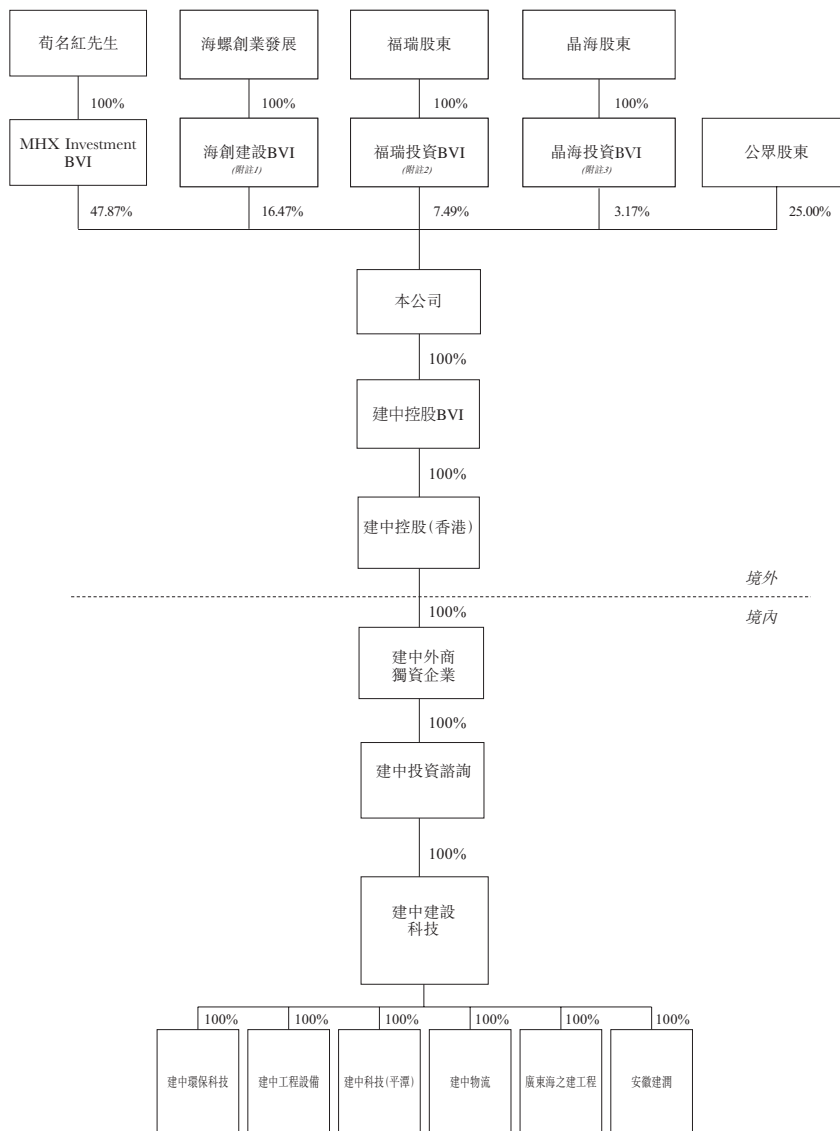 荀名紅先生
海螺創業發展
福瑞股東
晶海股東
100%
100%
100%
100%
MHX Investment
BVI
海創建設BVI
(附註1)
福瑞投資BVI
(附註2)
晶海投資BVI
(附註3)
公眾股東
47.87%
16.47%
7.49%
3.17%
25.00%
本公司
100%
建中控股BVI
100%
建中控股(香港)
境外
100%
境內
建中外商
獨資企業
100%
建中投資諮詢
100%
建中建設
科技
100%
100%
100%
100%
100%
100%
建中環保科技
建中工程設備
建中科技(平潭)
建中物流
廣東海之建工程
安徽建潤